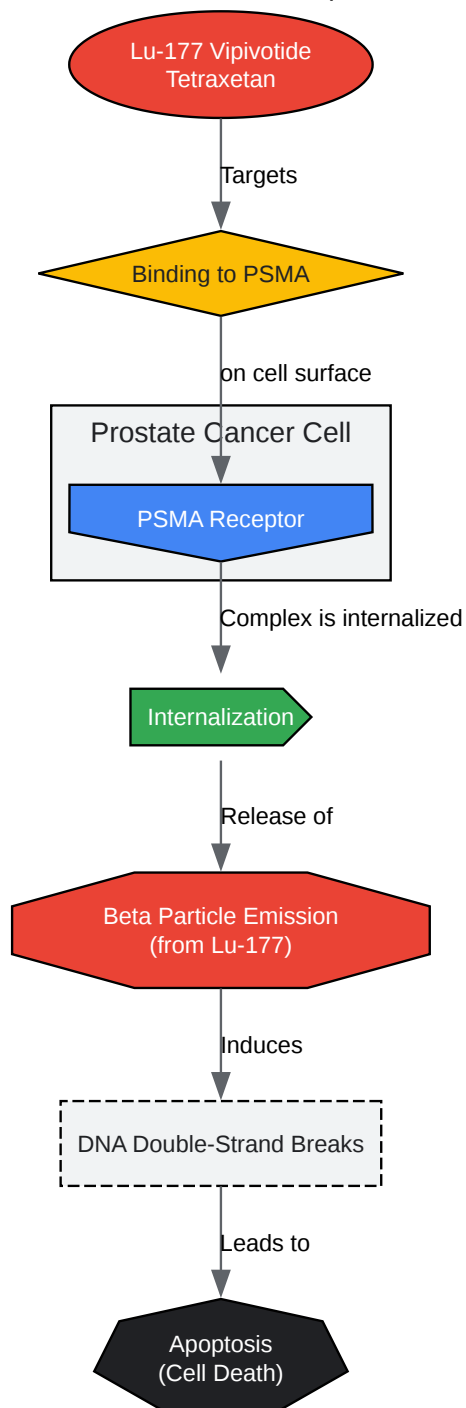 Lu-177 Vipivotide
Tetraxetan
Targets
Binding to PSMA
on cell surface
Prostate Cancer Cell
PSMA Receptor
Complex is internalized
Internalization
Release of
Beta Particle Emission
(from Lu-177)
Induces
DNA Double-Strand Breaks
Leads to
Apoptosis
(Cell Death)